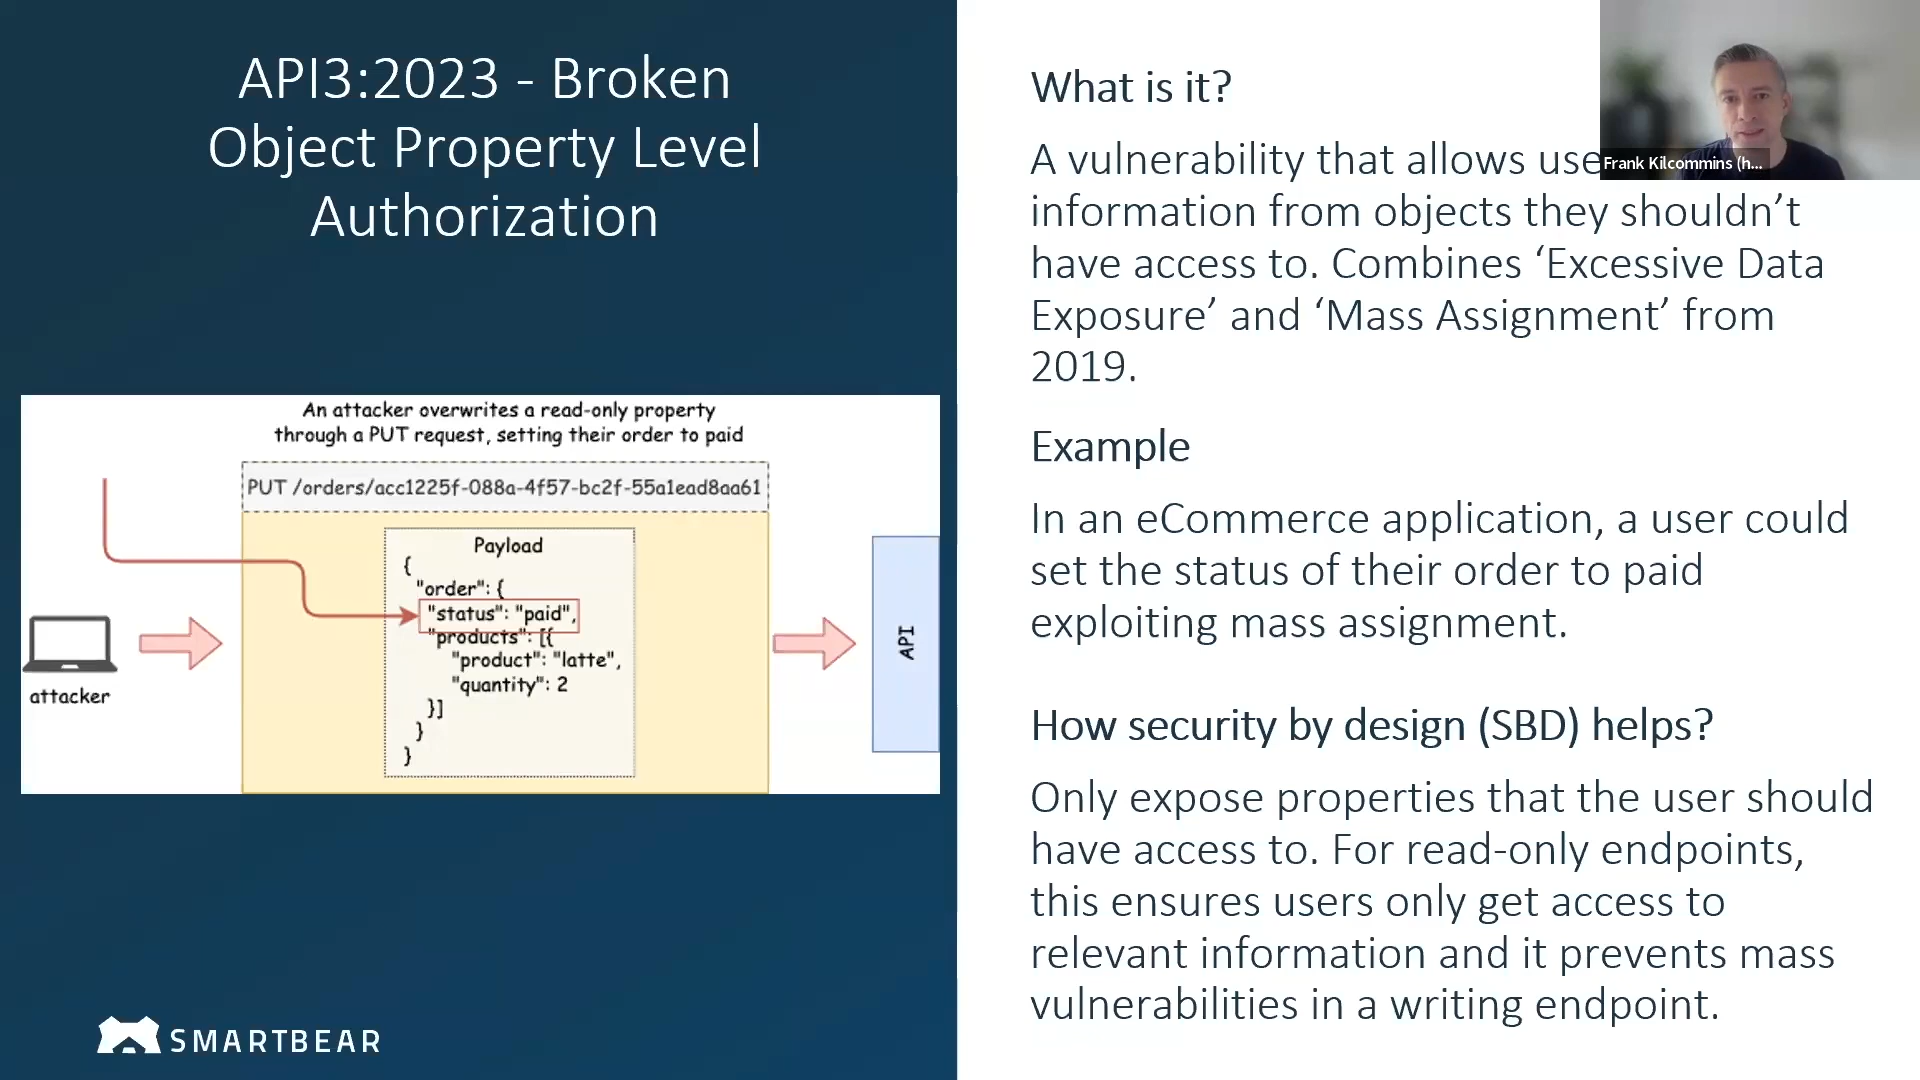 API3:2023 - Broken
Object Property Level
Authorization
An attacker overwrites a read-only property
through a PUT request, setting their order to paid
PUT /orders/acc1225f-088a-4f57-bc2f-55a1ead8aa61
Payload
{
"order": {
"status": "paid",
"products": [{
"product": "latte",
"quantity": 2
}]
}
}
attacker
API
SMARTBEAR
What is it?
A vulnerability that allows use
information from objects they shouldn’t
have access to. Combines ‘Excessive Data
Exposure’ and ‘Mass Assignment’ from
2019.
Example
In an eCommerce application, a user could
set the status of their order to paid
exploiting mass assignment.
How security by design (SBD) helps?
Only expose properties that the user should
have access to. For read-only endpoints,
this ensures users only get access to
relevant information and it prevents mass
vulnerabilities in a writing endpoint.
Frank Kilcommins (h...